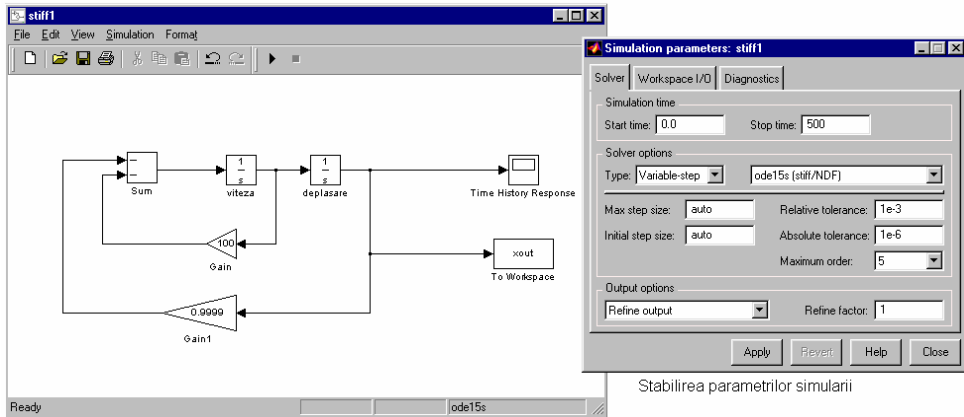 stiff1
File Edit View Simulation Format
Sum
1
s
viteza
1
s
deplasare
Time History Response
100
Gain
xout
To Workspace
0.9999
Gain1
Ready
ode15s
Simulation parameters: stiff1
Solver Workspace I/O Diagnostics
Simulation time
Start time: 0.0 Stop time: 500
Solver options
Type: Variable-step ode15s (stiff/NDF)
Max step size: auto Relative tolerance: 1e-3
Initial step size: auto Absolute tolerance: 1e-6
Maximum order: 5
Output options
Refine output Refine factor: 1
Apply Revert Help Close
Stabilirea parametrilor simularii